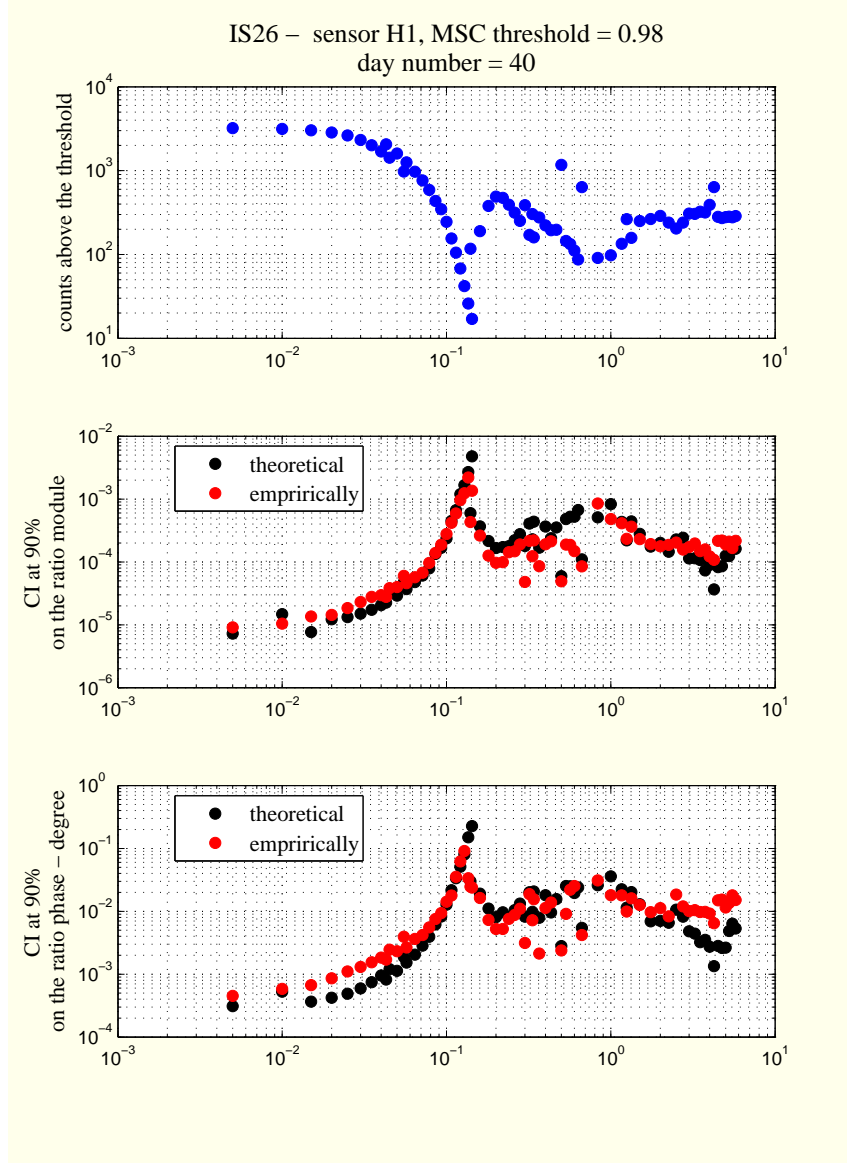 IS26 – sensor H1, MSC threshold = 0.98
day number = 40
counts above the threshold
10^4
10^3
10^2
10^1
10^−3
10^−2
10^−1
10^0
10^1
CI at 90%
on the ratio module
theoretical
emprirically
10^−2
10^−3
10^−4
10^−5
10^−6
10^−3
10^−2
10^−1
10^0
10^1
CI at 90%
on the ratio phase − degree
theoretical
emprirically
10^0
10^−1
10^−2
10^−3
10^−4
10^−3
10^−2
10^−1
10^0
10^1